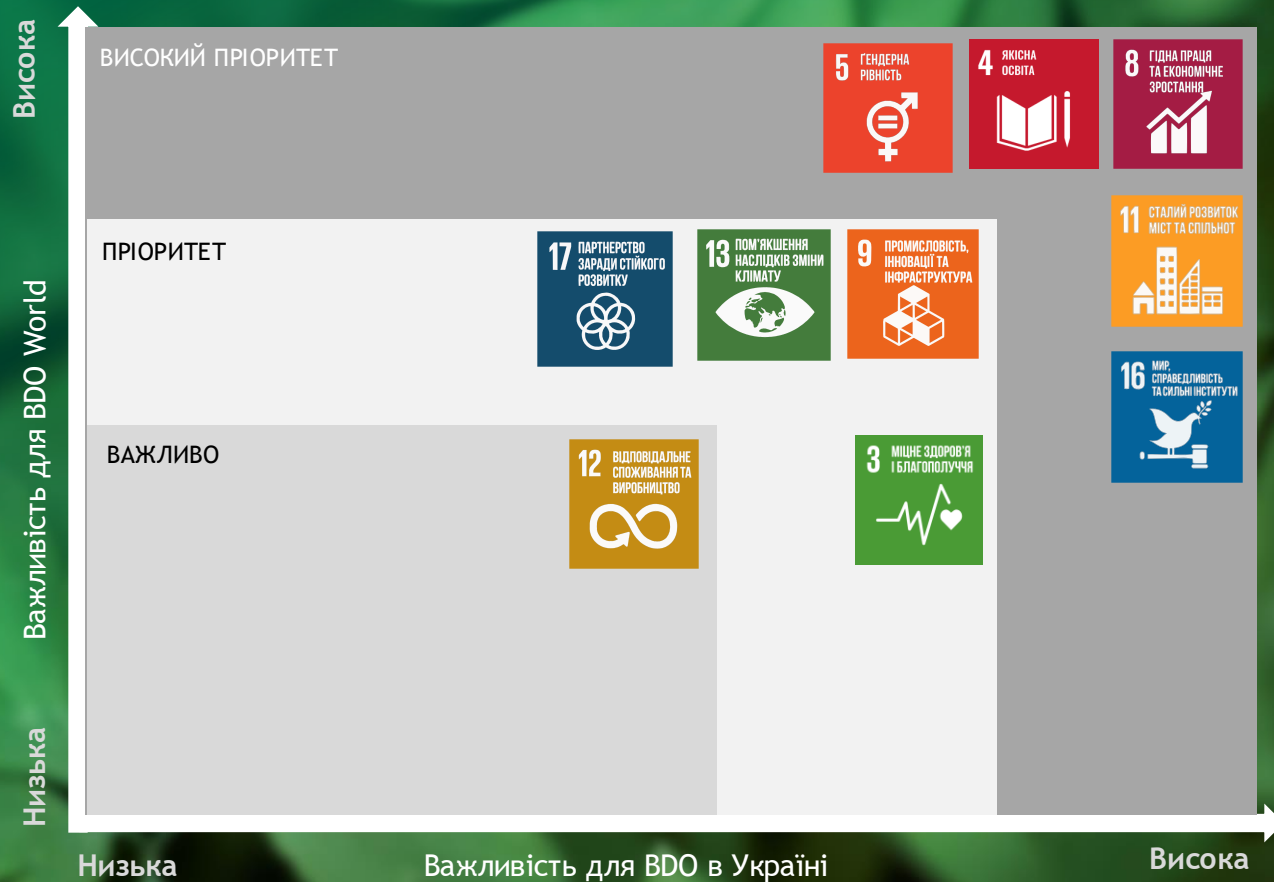 Висока
ВИСОКИЙ ПРІОРИТЕТ
5 ҐЕНДЕРНА
РІВНІСТЬ
4 ЯКІСНА
ОСВІТА
8 ГІДНА ПРАЦЯ
ТА ЕКОНОМІЧНЕ
ЗРОСТАННЯ
11 СТАЛИЙ РОЗВИТОК
МІСТ ТА СПІЛЬНОТ
ПРІОРИТЕТ
17 ПАРТНЕРСТВО
ЗАРАДИ СТІЙКОГО
РОЗВИТКУ
13 ПОМ'ЯКШЕННЯ
НАСЛІДКІВ ЗМІНИ
КЛІМАТУ
9 ПРОМИСЛОВІСТЬ,
ІННОВАЦІЇ ТА
ІНФРАСТРУКТУРА
16 МИР,
СПРАВЕДЛИВІСТЬ
ТА СИЛЬНІ ІНСТИТУТИ
Важливість для BDO World
ВАЖЛИВО
12 ВІДПОВІДАЛЬНЕ
СПОЖИВАННЯ ТА
ВИРОБНИЦТВО
3 МІЦНЕ ЗДОРОВ'Я
І БЛАГОПОЛУЧЧЯ
Низька
Низька
Важливість для BDO в Україні
Висока